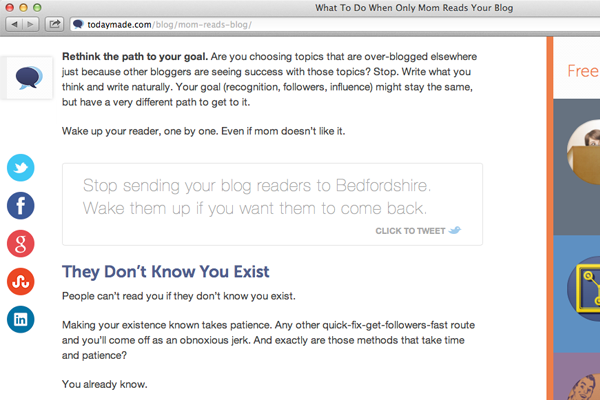 What To Do When Only Mom Reads Your Blog
todaymade.com/blog/mom-reads-blog/
Rethink the path to your goal. Are you choosing topics that are over-blogged elsewhere
just because other bloggers are seeing success with those topics? Stop. Write what you
think and write naturally. Your goal (recognition, followers, influence) might stay the same,
but have a very different path to get to it.
Wake up your reader, one by one. Even if mom doesn't like it.
Stop sending your blog readers to Bedfordshire.
Wake them up if you want them to come back.
CLICK TO TWEET
They Don't Know You Exist
People can't read you if they don't know you exist.
Making your existence known takes patience. Any other quick-fix-get-followers-fast route
and you'll come off as an obnoxious jerk. And exactly are those methods that take time
and patience?
You already know.
Free